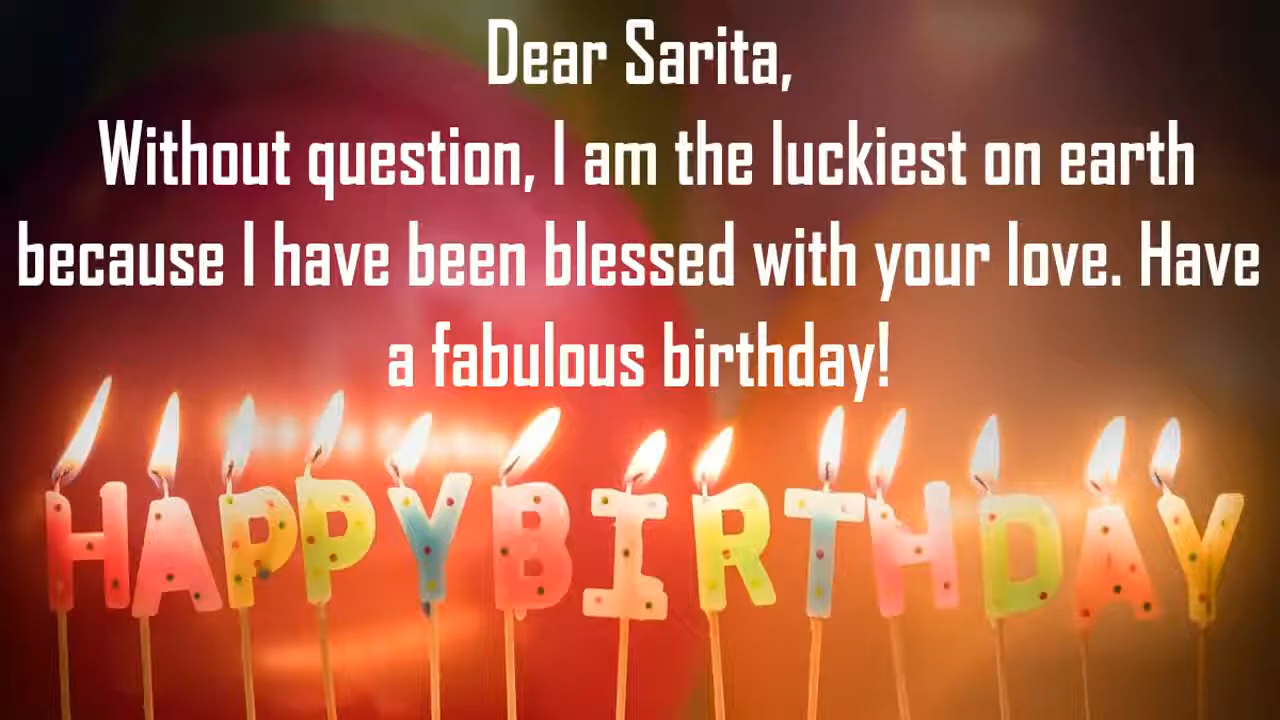 Dear Sarita,
Without question, I am the luckiest on earth
because I have been blessed with your love. Have
a fabulous birthday!
HAPPY BIRTHDAY